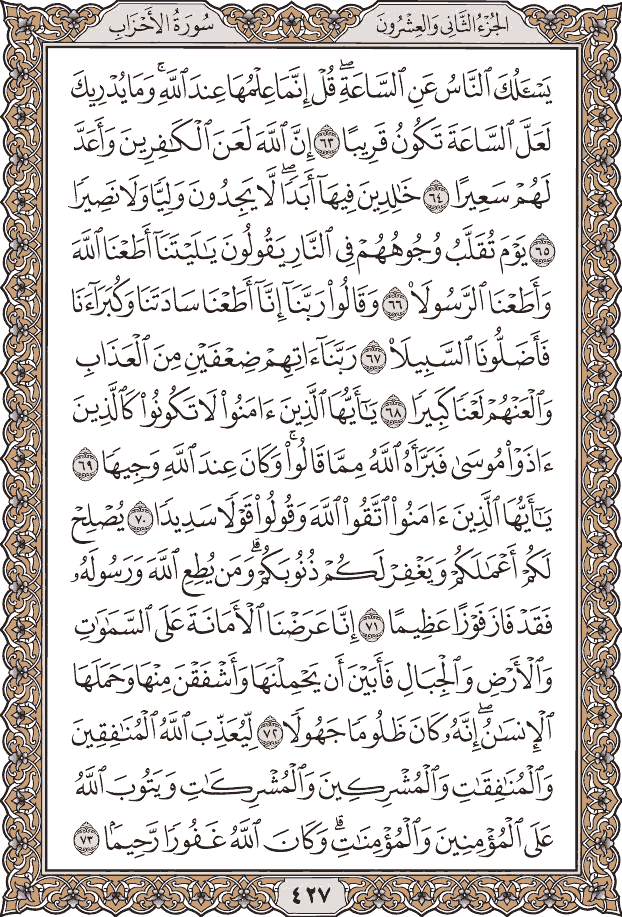 سُورَةُ الأَحْزَابِ
الجُزْءُ الثَّانِي وَالعِشْرُونَ
يَسْـَٔلُكَ ٱلنَّاسُ عَنِ ٱلسَّاعَةِۖ قُلْ إِنَّمَا عِلْمُهَا عِندَ ٱللَّهِۚ وَمَا يُدْرِيكَ
لَعَلَّ ٱلسَّاعَةَ تَكُونُ قَرِيبًا ٦٣ إِنَّ ٱللَّهَ لَعَنَ ٱلْكَـٰفِرِينَ وَأَعَدَّ
لَهُمْ سَعِيرًا ٦٤ خَـٰلِدِينَ فِيهَآ أَبَدًاۖ لَّا يَجِدُونَ وَلِيًّا وَلَا نَصِيرًا
٦٥ يَوْمَ تُقَلَّبُ وُجُوهُهُمْ فِى ٱلنَّارِ يَقُولُونَ يَـٰلَيْتَنَآ أَطَعْنَا ٱللَّهَ
وَأَطَعْنَا ٱلرَّسُولَا۠ ٦٦ وَقَالُوا۟ رَبَّنَآ إِنَّآ أَطَعْنَا سَادَتَنَا وَكُبَرَآءَنَا
فَأَضَلُّونَا ٱلسَّبِيلَا۠ ٦٧ رَبَّنَآ ءَاتِهِمْ ضِعْفَيْنِ مِنَ ٱلْعَذَابِ
وَٱلْعَنْهُمْ لَعْنًا كَبِيرًا ٦٨ يَـٰٓأَيُّهَا ٱلَّذِينَ ءَامَنُوا۟ لَا تَكُونُوا۟ كَٱلَّذِينَ
ءَاذَوْا۟ مُوسَىٰ فَبَرَّأَهُ ٱللَّهُ مِمَّا قَالُوا۟ۚ وَكَانَ عِندَ ٱللَّهِ وَجِيهًا ٦٩
يَـٰٓأَيُّهَا ٱلَّذِينَ ءَامَنُوا۟ ٱتَّقُوا۟ ٱللَّهَ وَقُولُوا۟ قَوْلًا سَدِيدًا ٧٠ يُصْلِحْ
لَكُمْ أَعْمَـٰلَكُمْ وَيَغْفِرْ لَكُمْ ذُنُوبَكُمْۗ وَمَن يُطِعِ ٱللَّهَ وَرَسُولَهُۥ
فَقَدْ فَازَ فَوْزًا عَظِيمًا ٧١ إِنَّا عَرَضْنَا ٱلْأَمَانَةَ عَلَى ٱلسَّمَـٰوَٰتِ
وَٱلْأَرْضِ وَٱلْجِبَالِ فَأَبَيْنَ أَن يَحْمِلْنَهَا وَأَشْفَقْنَ مِنْهَا وَحَمَلَهَا
ٱلْإِنسَـٰنُۖ إِنَّهُۥ كَانَ ظَلُومًا جَهُولًا ٧٢ لِّيُعَذِّبَ ٱللَّهُ ٱلْمُنَـٰفِقِينَ
وَٱلْمُنَـٰفِقَـٰتِ وَٱلْمُشْرِكِينَ وَٱلْمُشْرِكَـٰتِ وَيَتُوبَ ٱللَّهُ
عَلَى ٱلْمُؤْمِنِينَ وَٱلْمُؤْمِنَـٰتِۗ وَكَانَ ٱللَّهُ غَفُورًا رَّحِيمًۢا ٧٣
٤٢٧